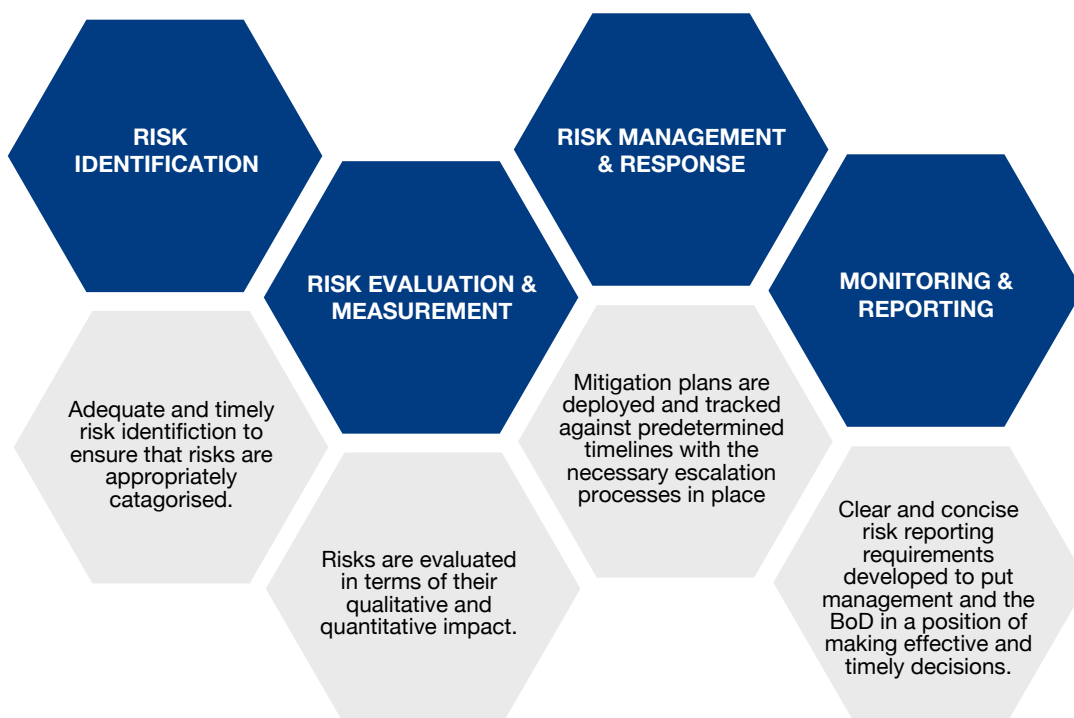 RISK
IDENTIFICATION
Adequate and timely
risk identifiction to
ensure that risks are
appropriately
catagorised.
RISK EVALUATION &
MEASUREMENT
Risks are evaluated
in terms of their
qualitative and
quantitative impact.
RISK MANAGEMENT
& RESPONSE
Mitigation plans are
deployed and tracked
against predetermined
timelines with the
necessary escalation
processes in place
MONITORING &
REPORTING
Clear and concise
risk reporting
requirements
developed to put
management and the
BoD in a position of
making effective and
timely decisions.